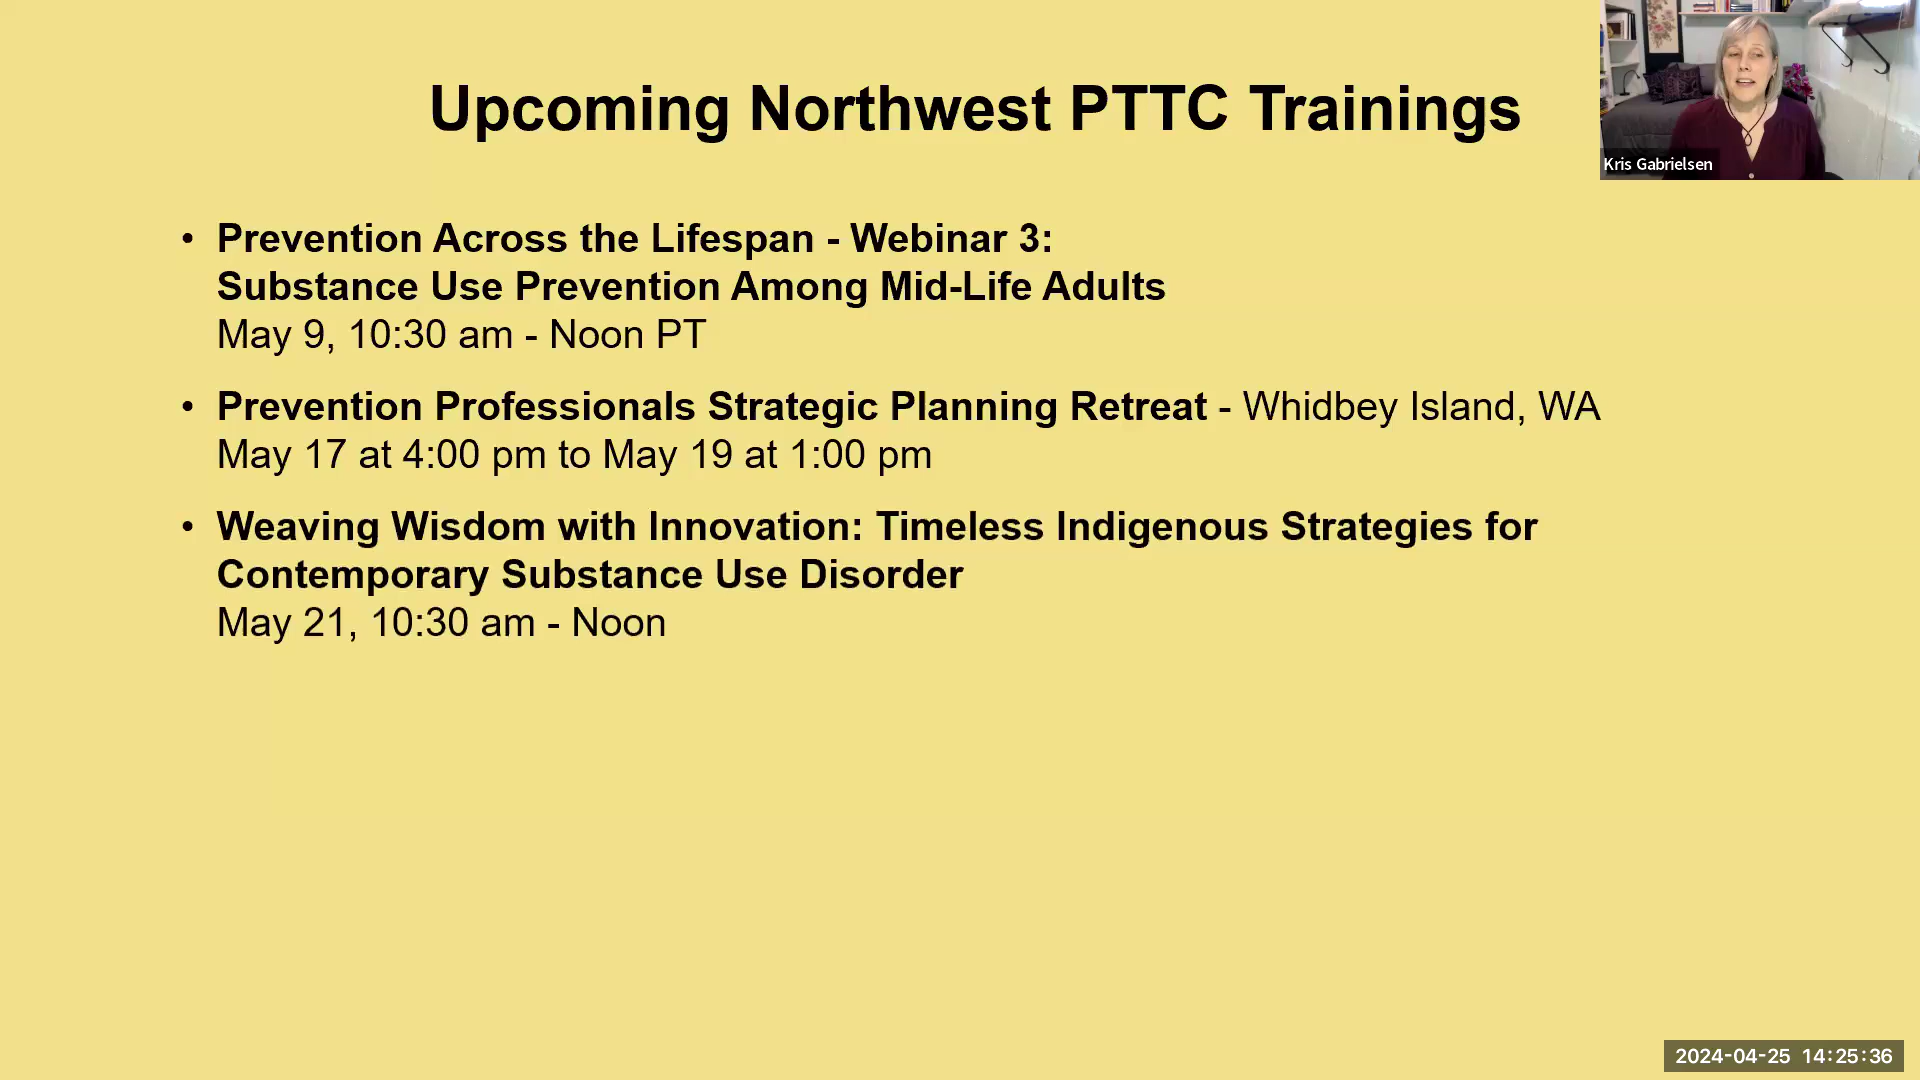 Upcoming Northwest PTTC Trainings
Kris Gabrielsen
• Prevention Across the Lifespan - Webinar 3:
Substance Use Prevention Among Mid-Life Adults
May 9, 10:30 am - Noon PT
• Prevention Professionals Strategic Planning Retreat - Whidbey Island, WA
May 17 at 4:00 pm to May 19 at 1:00 pm
• Weaving Wisdom with Innovation: Timeless Indigenous Strategies for
Contemporary Substance Use Disorder
May 21, 10:30 am - Noon
2024-04-25 14:25:36